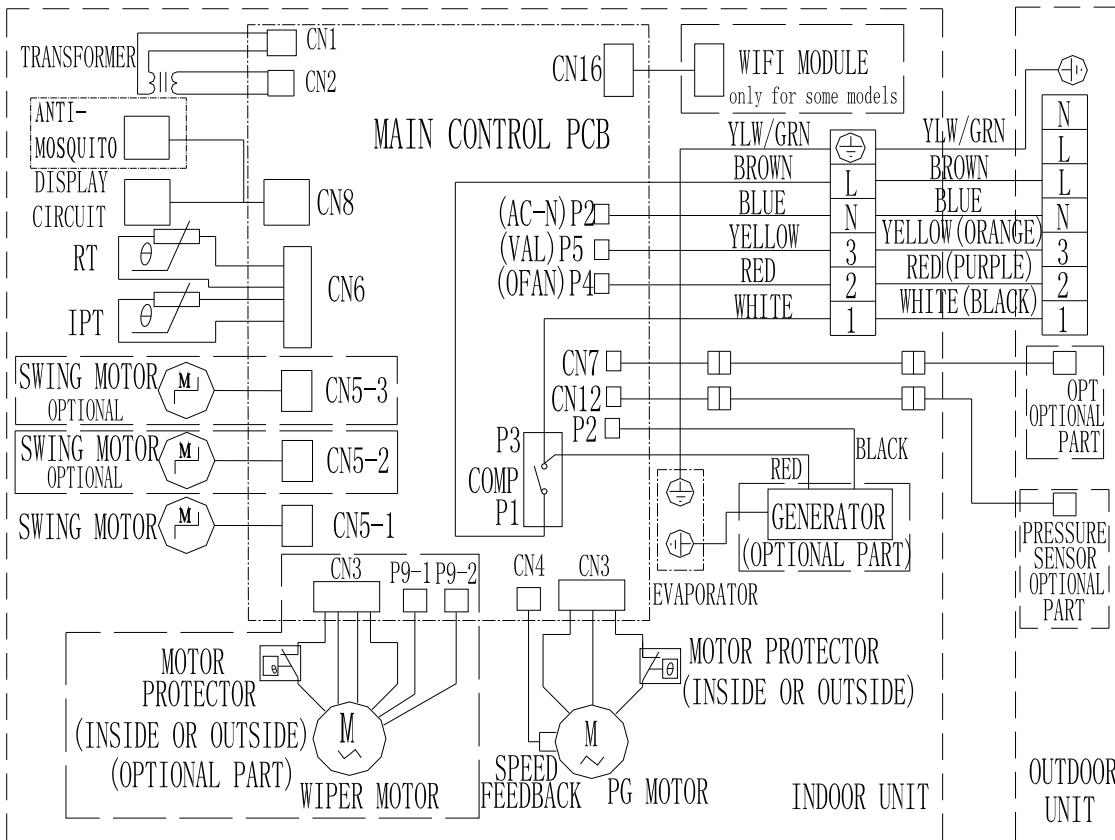 TRANSFORMER
CN1
CN2
ANTI-
MOSQUITO
DISPLAY
CIRCUIT
CN8
RT
θ
IPT
θ
CN6
SWING MOTOR
OPTIONAL
M
CN5-3
SWING MOTOR
OPTIONAL
M
CN5-2
SWING MOTOR
M
CN5-1
MAIN CONTROL PCB
CN16
WIFI MODULE
only for some models
YLW/GRN
BROWN
BLUE
YELLOW
RED
WHITE
(AC-N)P2
(VAL)P5
(OFAN)P4
L
N
3
2
1
YLW/GRN
BROWN
BLUE
YELLOW(ORANGE)
RED(PURPLE)
WHITE(BLACK)
N
L
L
N
3
2
1
CN7
CN12
P2
P3
COMP
P1
RED
BLACK
GENERATOR
(OPTIONAL PART)
EVAPORATOR
OPT
OPTIONAL
PART
PRESSURE
SENSOR
OPTIONAL
PART
CN3
P9-1
P9-2
CN4
CN3
MOTOR
PROTECTOR
(INSIDE OR OUTSIDE)
(OPTIONAL PART)
θ
M
WIPER MOTOR
SPEED
FEEDBACK
M
PG MOTOR
θ
MOTOR PROTECTOR
(INSIDE OR OUTSIDE)
INDOOR UNIT
OUTDOOR
UNIT